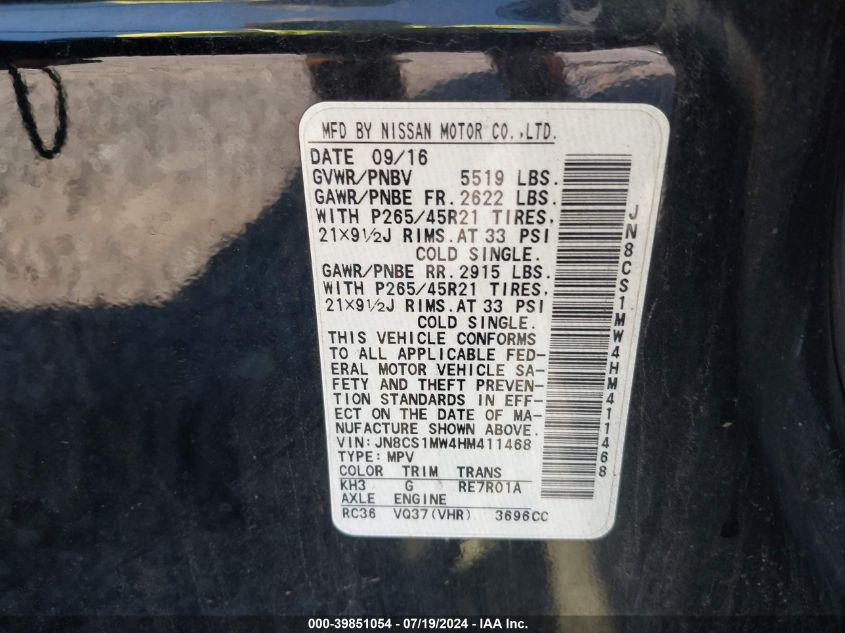 MFD BY NISSAN MOTOR CO.,LTD.
DATE 09/16
GVWR/PNBV 5519 LBS.
GAWR/PNBE FR. 2622 LBS.
WITH P265/45R21 TIRES,
21×9½J RIMS.AT 33 PSI
COLD SINGLE.
GAWR/PNBE RR. 2915 LBS.
WITH P265/45R21 TIRES,
21×9½J RIMS.AT 33 PSI
COLD SINGLE.
THIS VEHICLE CONFORMS
TO ALL APPLICABLE FED-
ERAL MOTOR VEHICLE SA-
FETY AND THEFT PREVEN-
TION STANDARDS IN EFF-
ECT ON THE DATE OF MA-
NUFACTURE SHOWN ABOVE.
VIN: JN8CS1MW4HM411468
TYPE: MPV
COLOR TRIM TRANS
KH3 G RE7R01A
AXLE ENGINE
RC36 VQ37(VHR) 3696CC
JN8CS1MW4HM411468
000-39851054 - 07/19/2024 - IAA Inc.